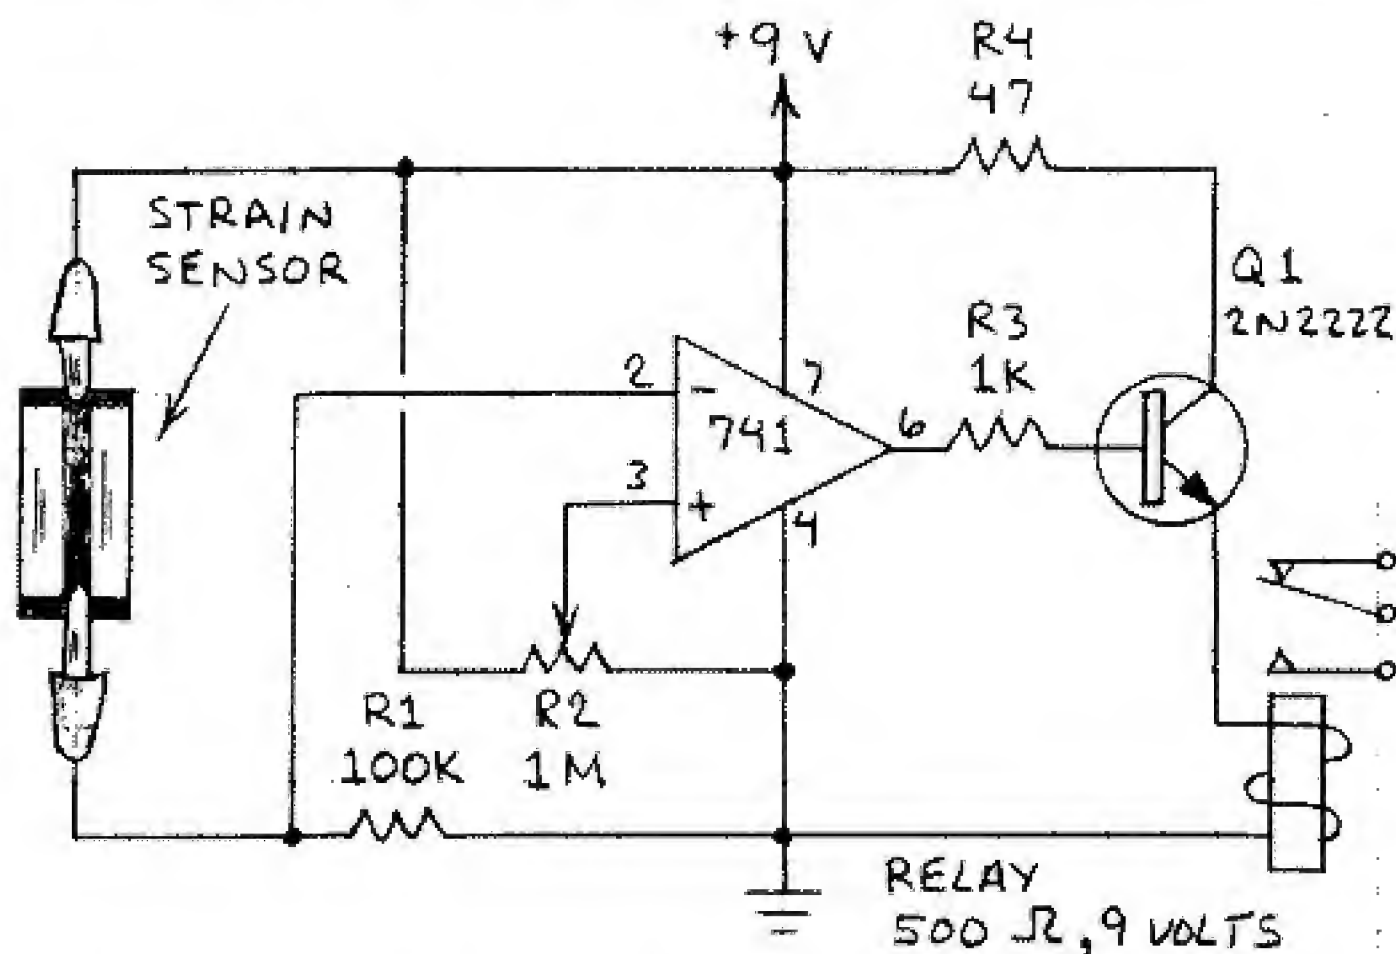 +9 V
R4
47
STRAIN
SENSOR
Q1
2N2222
R3
1K
2
-
7
741
6
3
+
4
R1
100K
R2
1M
RELAY
500 Ω, 9 VOLTS